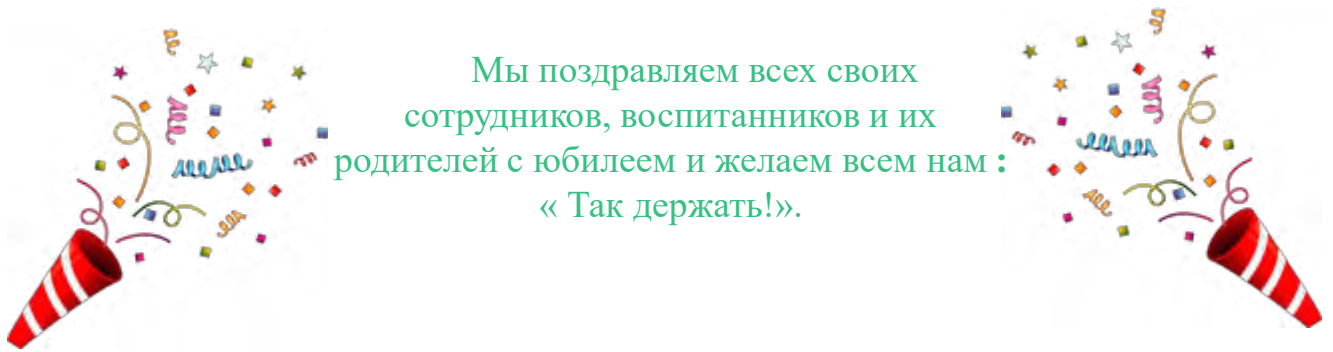 Мы поздравляем всех своих
сотрудников, воспитанников и их
родителей с юбилеем и желаем всем нам :
« Так держать!».